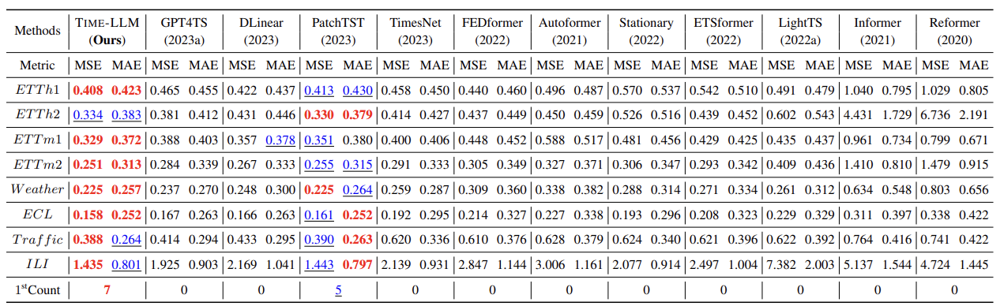 Methods TIME-LLM GPT4TS DLinear PatchTST TimesNet FEDformer Autoformer Stationary ETSformer LightTS Informer Reformer
(Ours) (2023a) (2023) (2023) (2023) (2022) (2021) (2022) (2022) (2022a) (2021) (2020)
Metric MSE MAE MSE MAE MSE MAE MSE MAE MSE MAE MSE MAE MSE MAE MSE MAE MSE MAE MSE MAE MSE MAE MSE MAE
ETTh1 0.408 0.423 0.465 0.455 0.422 0.437 0.413 0.430 0.458 0.450 0.440 0.460 0.496 0.487 0.570 0.537 0.542 0.510 0.491 0.479 1.040 0.795 1.029 0.805
ETTh2 0.334 0.383 0.381 0.412 0.431 0.446 0.330 0.379 0.414 0.427 0.437 0.449 0.450 0.459 0.526 0.516 0.439 0.452 0.602 0.543 4.431 1.729 6.736 2.191
ETTm1 0.329 0.372 0.388 0.403 0.357 0.378 0.351 0.380 0.400 0.406 0.448 0.452 0.588 0.517 0.481 0.456 0.429 0.425 0.435 0.437 0.961 0.734 0.799 0.671
ETTm2 0.251 0.313 0.284 0.339 0.267 0.333 0.255 0.315 0.291 0.333 0.305 0.349 0.327 0.371 0.306 0.347 0.293 0.342 0.409 0.436 1.410 0.810 1.479 0.915
Weather 0.225 0.257 0.237 0.270 0.248 0.300 0.225 0.264 0.259 0.287 0.309 0.360 0.338 0.382 0.288 0.314 0.271 0.334 0.261 0.312 0.634 0.548 0.803 0.656
ECL 0.158 0.252 0.167 0.263 0.166 0.263 0.161 0.252 0.192 0.295 0.214 0.327 0.227 0.338 0.193 0.296 0.208 0.323 0.229 0.329 0.311 0.397 0.338 0.422
Traffic 0.388 0.264 0.414 0.294 0.433 0.295 0.390 0.263 0.620 0.336 0.610 0.376 0.628 0.379 0.624 0.340 0.621 0.396 0.622 0.392 0.764 0.416 0.741 0.422
ILI 1.435 0.801 1.925 0.903 2.169 1.041 1.443 0.797 2.139 0.931 2.847 1.144 3.006 1.161 2.077 0.914 2.497 1.004 7.382 2.003 5.137 1.544 4.724 1.445
1stCount 7 0 0 5 0 0 0 0 0 0 0 0